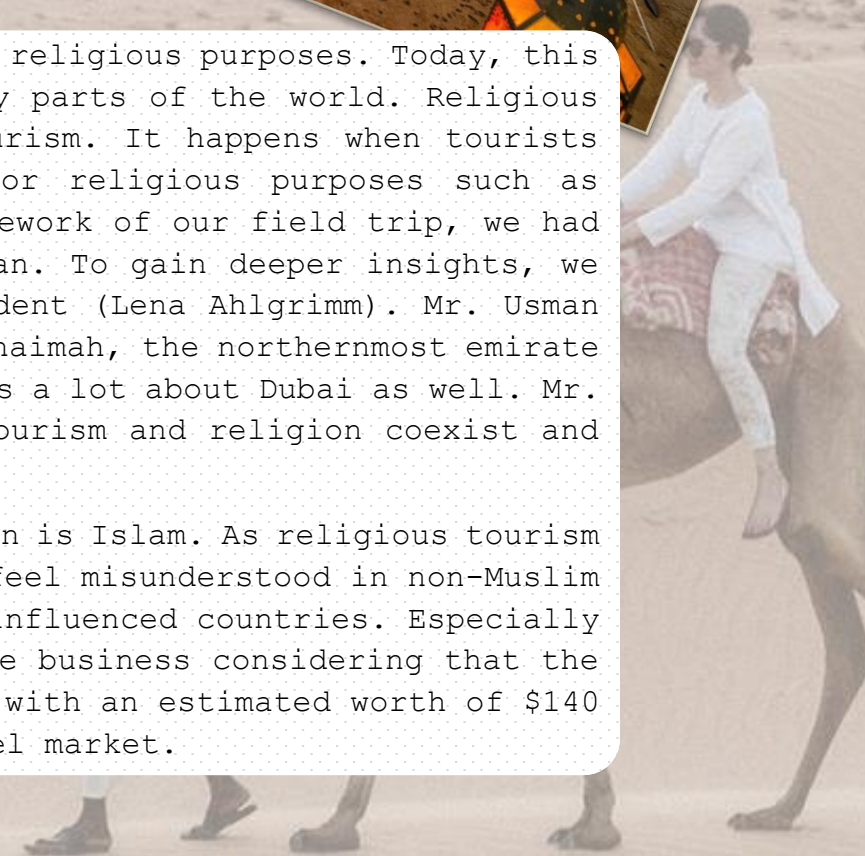 religious purposes. Today, this
parts of the world. Religious
urism. It happens when tourists
or religious purposes such as
ework of our field trip, we had
an. To gain deeper insights, we
dent (Lena Ahlgrimm). Mr. Usman
haimah, the northernmost emirate
s a lot about Dubai as well. Mr.
ourism and religion coexist and
n is Islam. As religious tourism
feel misunderstood in non-Muslim
influenced countries. Especially
e business considering that the
with an estimated worth of $140
el market.